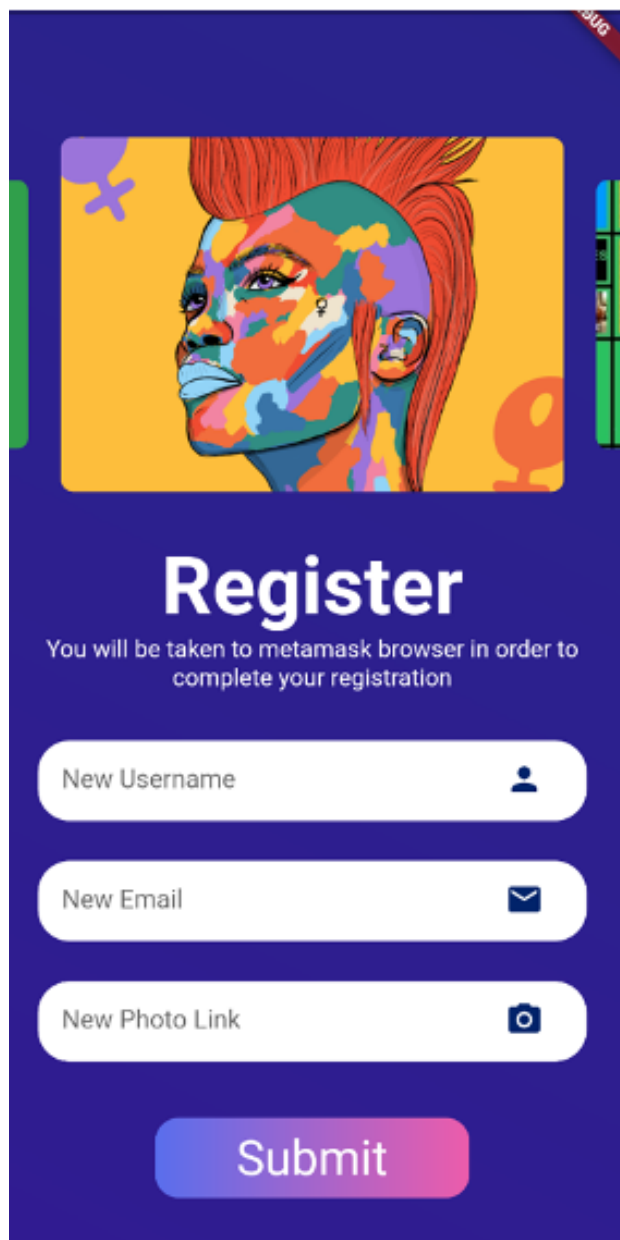 Register
You will be taken to metamask browser in order to
complete your registration
New Username
New Email
New Photo Link
Submit